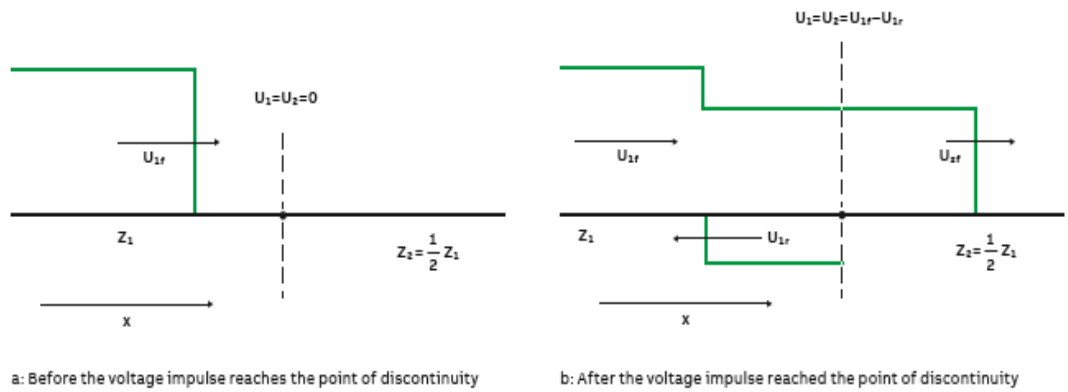 U₁=U₂=0
U₁f
Z₁
Z₂=½Z₁
x
a: Before the voltage impulse reaches the point of discontinuity
U₁=U₂=U₁f−U₁r
U₁f
U₂f
Z₁
U₁r
Z₂=½Z₁
x
b: After the voltage impulse reached the point of discontinuity